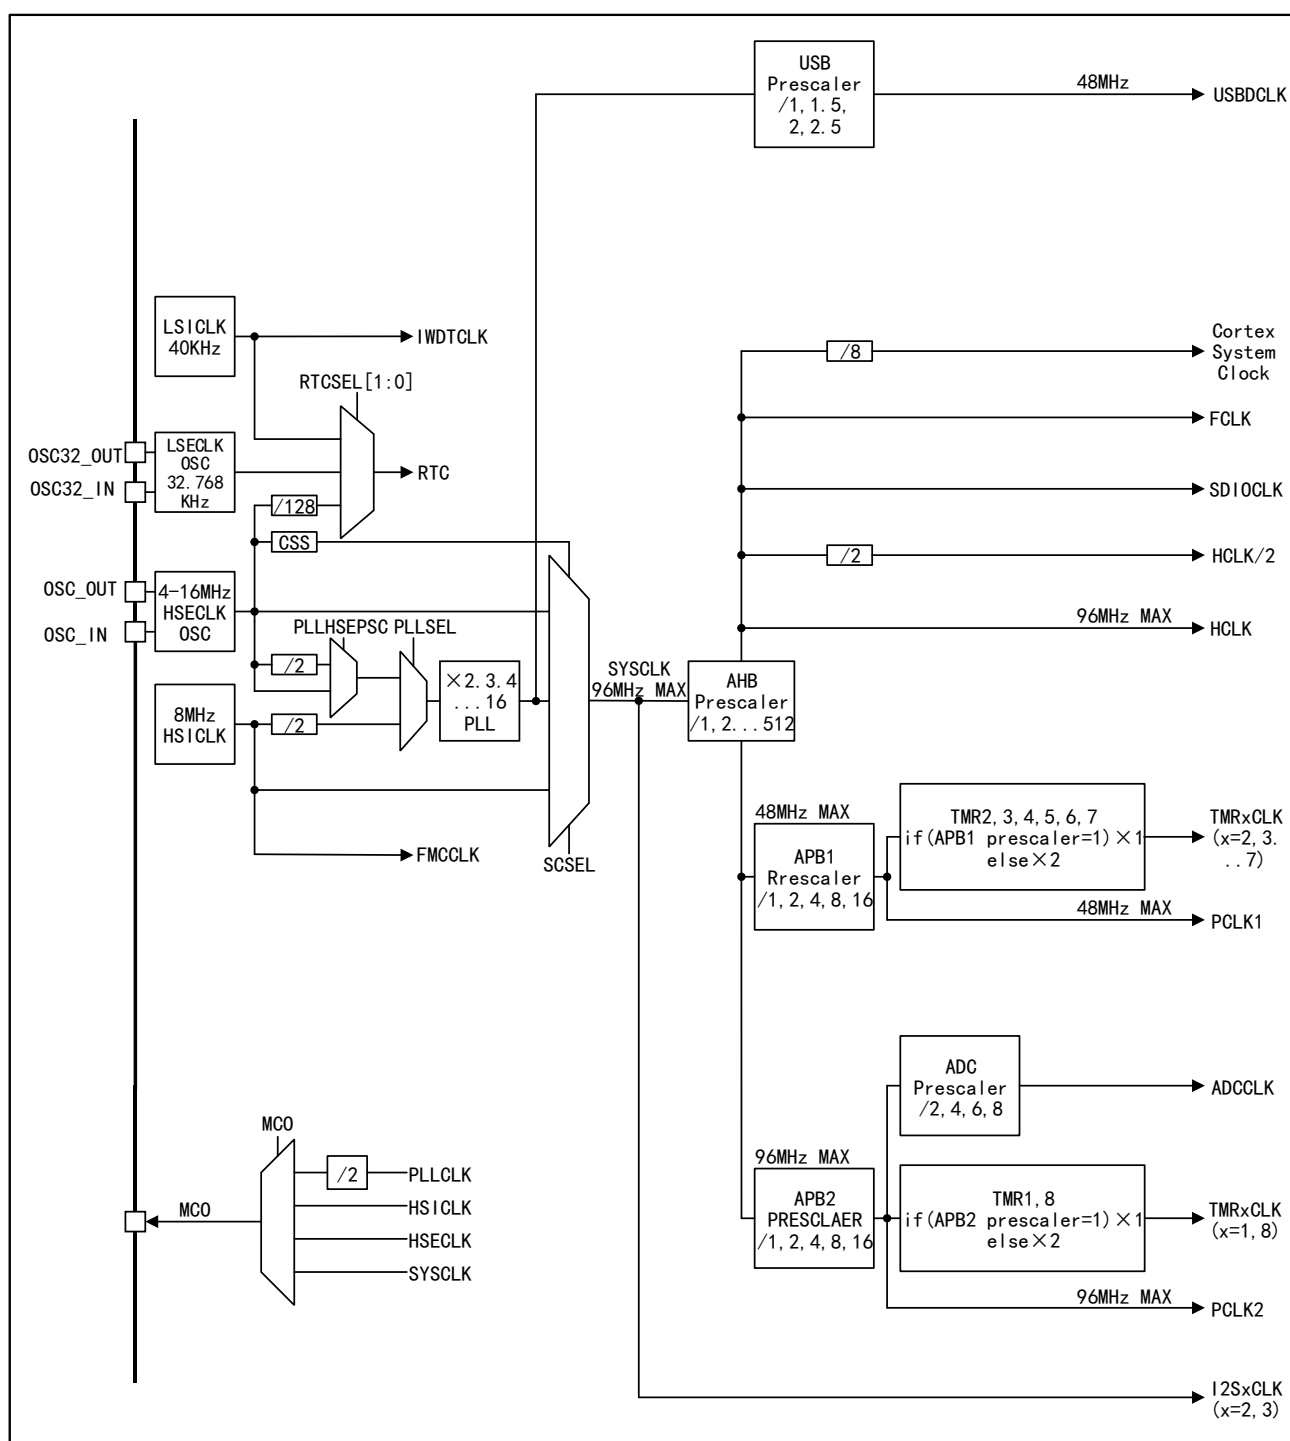 USB
Prescaler
/1, 1.5,
2, 2.5
48MHz
USBDCLK
LSICLK
40KHz
IWDTCLK
RTCSEL[1:0]
Cortex
System
Clock
/8
FCLK
OSC32_OUT
OSC32_IN
LSECLK
OSC
32.768
KHz
RTC
SDIOCLK
/128
CSS
/2
HCLK/2
OSC_OUT
OSC_IN
4-16MHz
HSECLK
OSC
PLLHSEPSC
PLLSEL
96MHz MAX
HCLK
/2
×2.3.4
...16
PLL
SYSCLK
96MHz MAX
AHB
Prescaler
/1, 2...512
8MHz
HSICLK
/2
48MHz MAX
APB1
Rrescaler
/1, 2, 4, 8, 16
TMR2, 3, 4, 5, 6, 7
if(APB1 prescaler=1)×1
else×2
TMRxCLK
(x=2, 3.
..7)
FMCCLK
SCSEL
48MHz MAX
PCLK1
ADC
Prescaler
/2, 4, 6, 8
ADCCLK
MCO
/2
PLLCLK
HSICLK
HSECLK
SYSCLK
MCO
96MHz MAX
APB2
PRESCLAER
/1, 2, 4, 8, 16
TMR1, 8
if(APB2 prescaler=1)×1
else×2
TMRxCLK
(x=1, 8)
96MHz MAX
PCLK2
I2SxCLK
(x=2, 3)